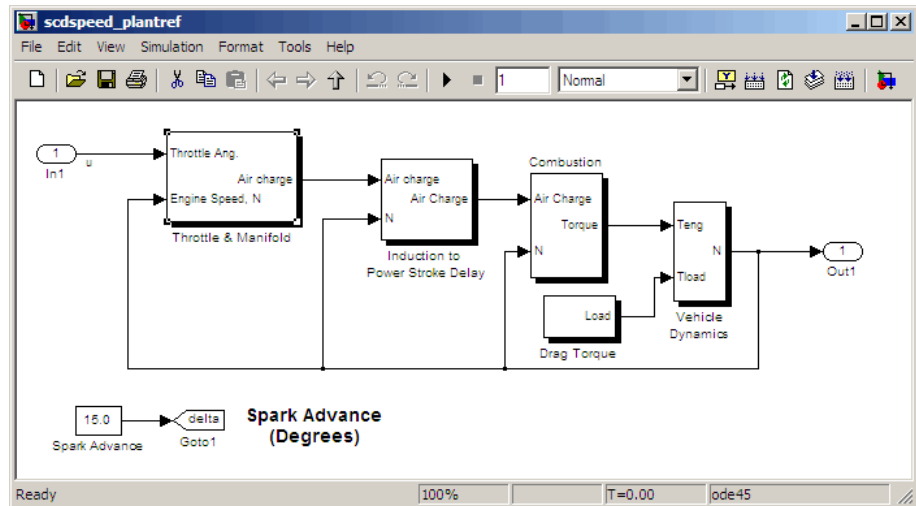 scdspeed_plantref
File Edit View Simulation Format Tools Help
1
Normal
1
In1
u
Throttle Ang.
Air charge
Engine Speed, N
Throttle & Manifold
Air charge
Air Charge
N
Induction to
Power Stroke Delay
Combustion
Air Charge
Torque
N
Load
Drag Torque
Teng
N
Tload
Vehicle
Dynamics
1
Out1
15.0
Spark Advance
delta
Goto1
Spark Advance
(Degrees)
Ready
100%
T=0.00
ode45